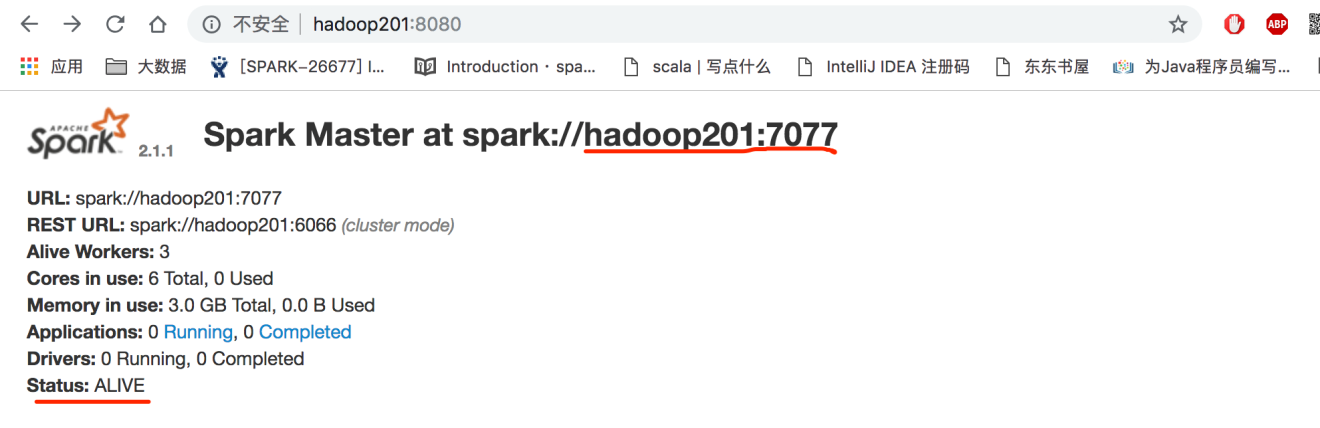 不安全 hadoop201:8080
ABP
应用 大数据 [SPARK-26677] I... Introduction · spa... scala | 写点什么 IntelliJ IDEA 注册码 东东书屋 为Java程序员编写...
APACHE Spark 2.1.1 Spark Master at spark://hadoop201:7077
URL: spark://hadoop201:7077
REST URL: spark://hadoop201:6066 (cluster mode)
Alive Workers: 3
Cores in use: 6 Total, 0 Used
Memory in use: 3.0 GB Total, 0.0 B Used
Applications: 0 Running, 0 Completed
Drivers: 0 Running, 0 Completed
Status: ALIVE